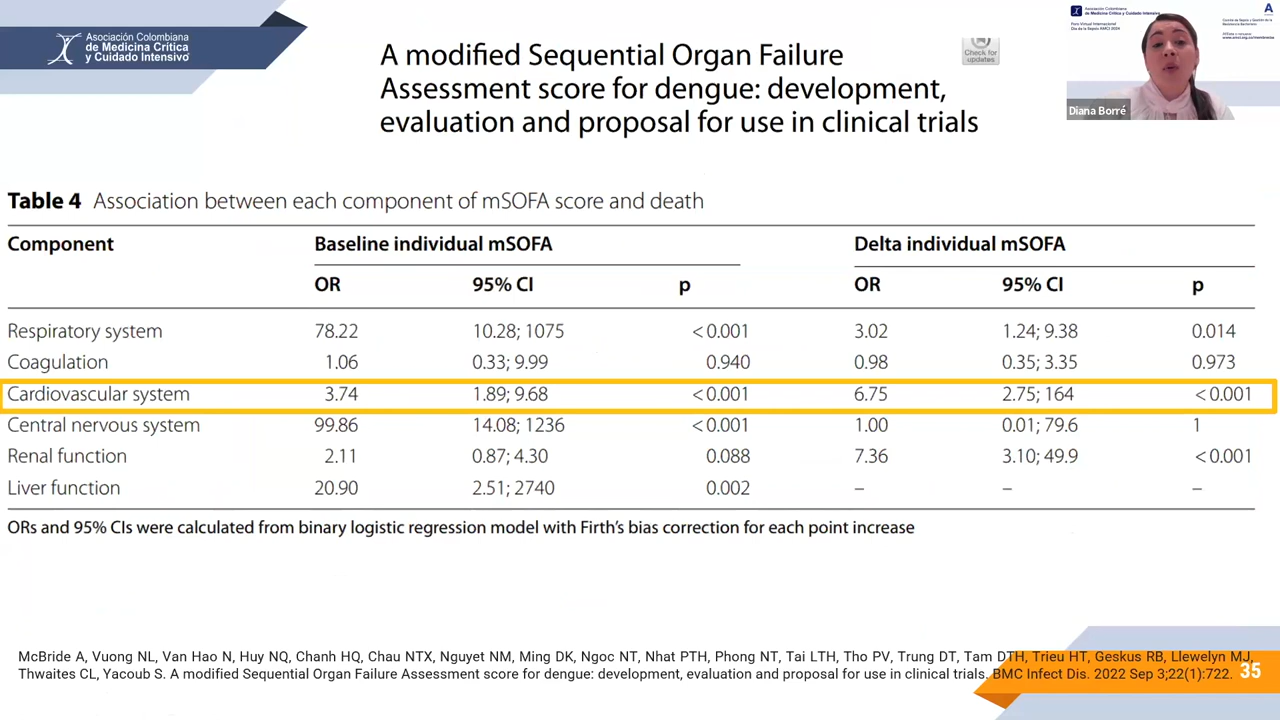 Asociación Colombiana
de Medicina Crítica
y Cuidado Intensivo
A modified Sequential Organ Failure
Assessment score for dengue: development,
evaluation and proposal for use in clinical trials
Check for
updates
Asociación Colombiana
de Medicina Crítica y Cuidado Intensivo
Foro Virtual Internacional
A
Diana Borré
Table 4 Association between each component of mSOFA score and death
Component Baseline individual mSOFA Delta individual mSOFA
OR 95% CI p OR 95% CI p
Respiratory system 78.22 10.28; 1075 < 0.001 3.02 1.24; 9.38 0.014
Coagulation 1.06 0.33; 9.99 0.940 0.98 0.35; 3.35 0.973
Cardiovascular system 3.74 1.89; 9.68 < 0.001 6.75 2.75; 164 < 0.001
Central nervous system 99.86 14.08; 1236 < 0.001 1.00 0.01; 79.6 1
Renal function 2.11 0.87; 4.30 0.088 7.36 3.10; 49.9 < 0.001
Liver function 20.90 2.51; 2740 0.002 – – –
ORs and 95% CIs were calculated from binary logistic regression model with Firth's bias correction for each point increase
McBride A, Vuong NL, Van Hao N, Huy NQ, Chanh HQ, Chau NTX, Nguyet NM, Ming DK, Ngoc NT, Nhat PTH, Phong NT, Tai LTH, Tho PV, Trung DT, Tam DTH, Trieu HT, Geskus RB, Llewelyn MJ,
Thwaites CL, Yacoub S. A modified Sequential Organ Failure Assessment score for dengue: development, evaluation and proposal for use in clinical trials. BMC Infect Dis. 2022 Sep 3;22(1):722.
35